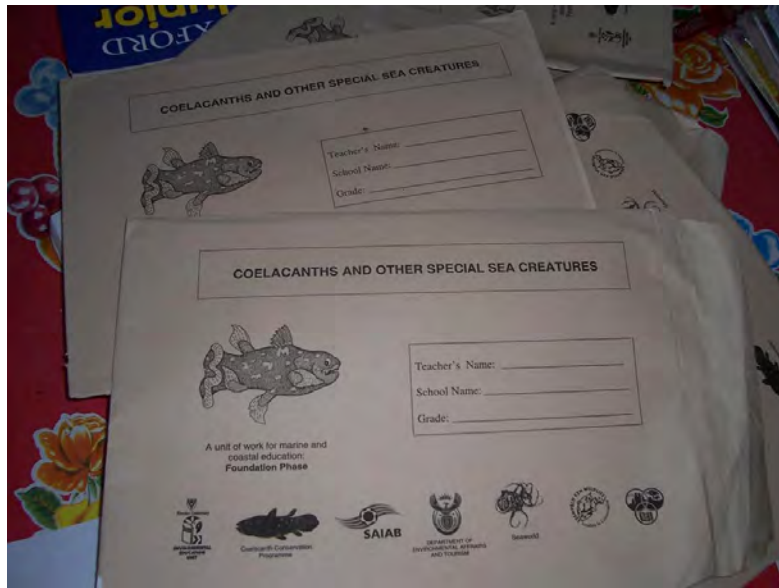 OXFORD
Junior
COELACANTHS AND OTHER SPECIAL SEA CREATURES
Teacher's Name:
School Name:
Grade:
COELACANTHS AND OTHER SPECIAL SEA CREATURES
Teacher's Name:
School Name:
Grade:
A unit of work for marine and
coastal education:
Foundation Phase
Coelacanth Conservation
Programme
SAIAB
DEPARTMENT OF
ENVIRONMENTAL AFFAIRS
AND TOURISM
Seaworld